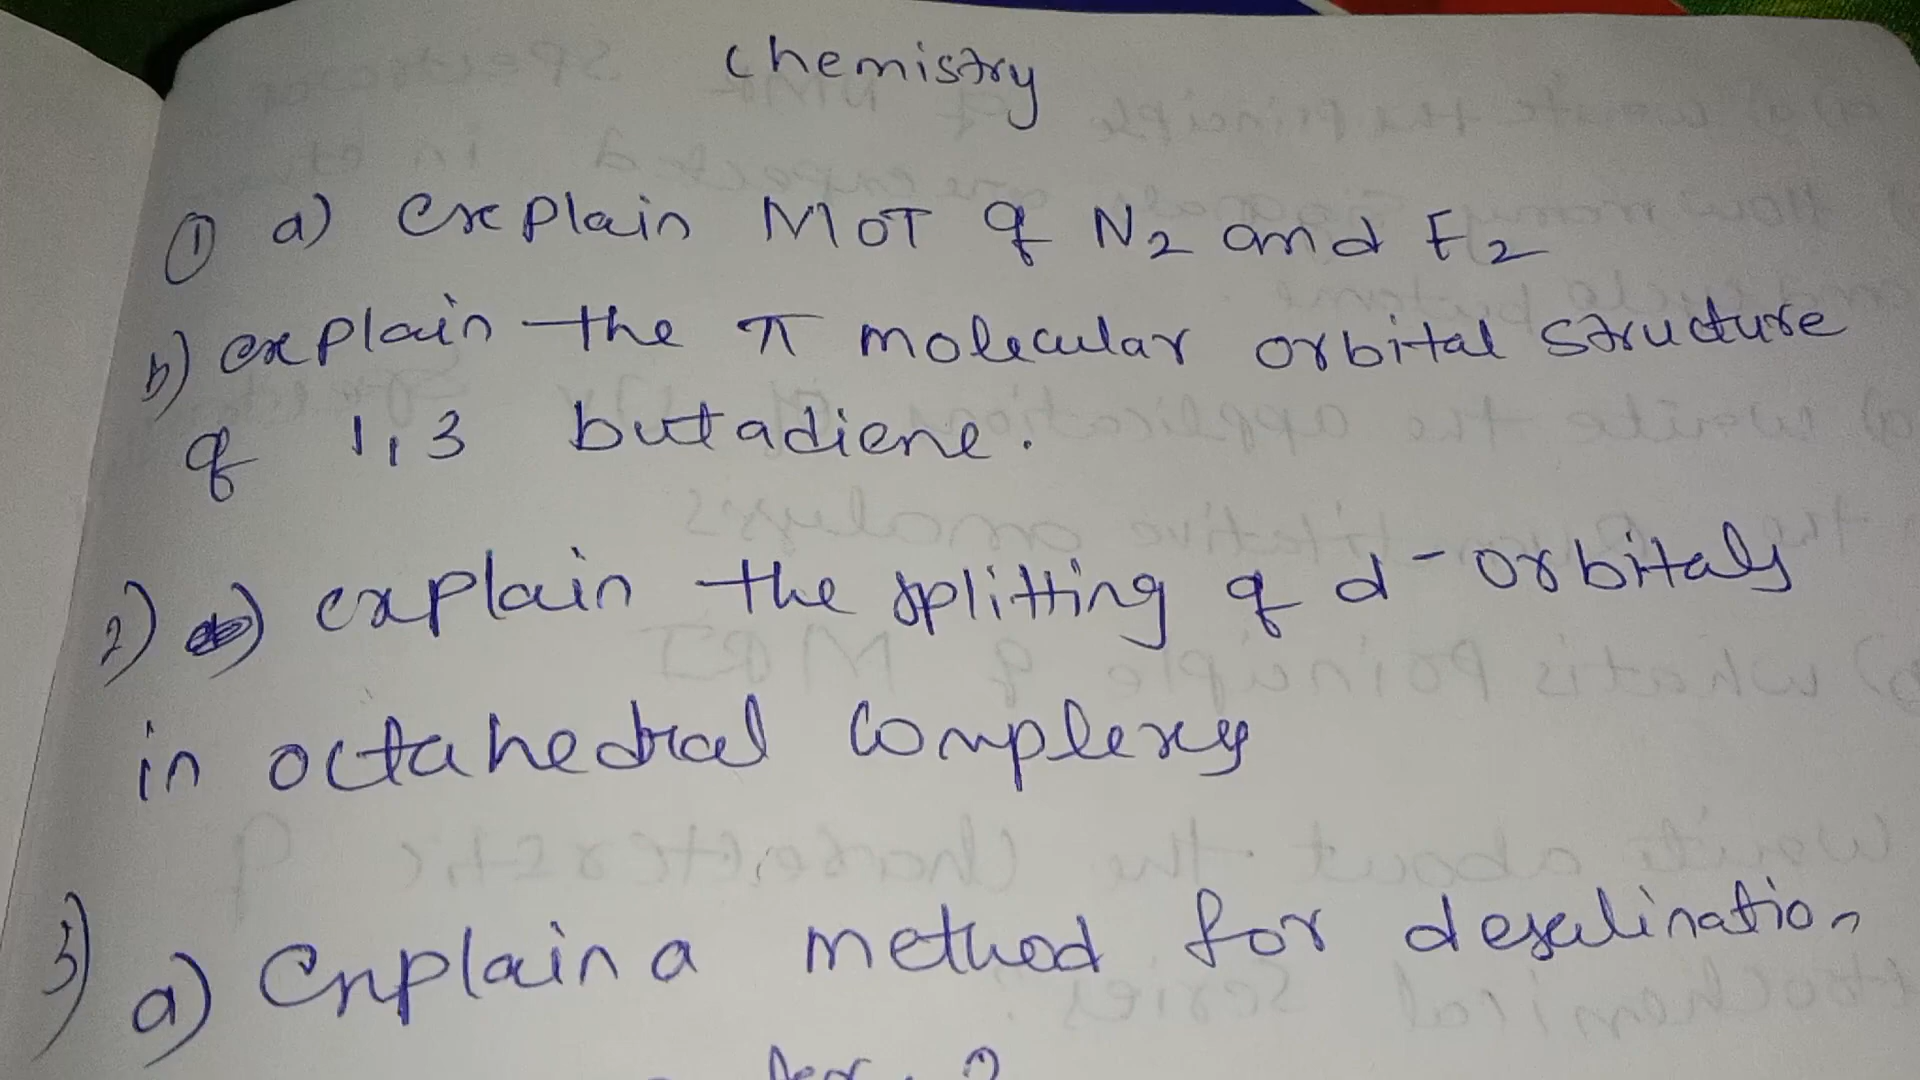 chemistry
① a) explain MOT of N2 and F2
b) explain the π molecular orbital structure
of 1,3 butadiene.
2) explain the splitting of d-orbitals
in octahedral complexes
3) a) Explain a method for desalination